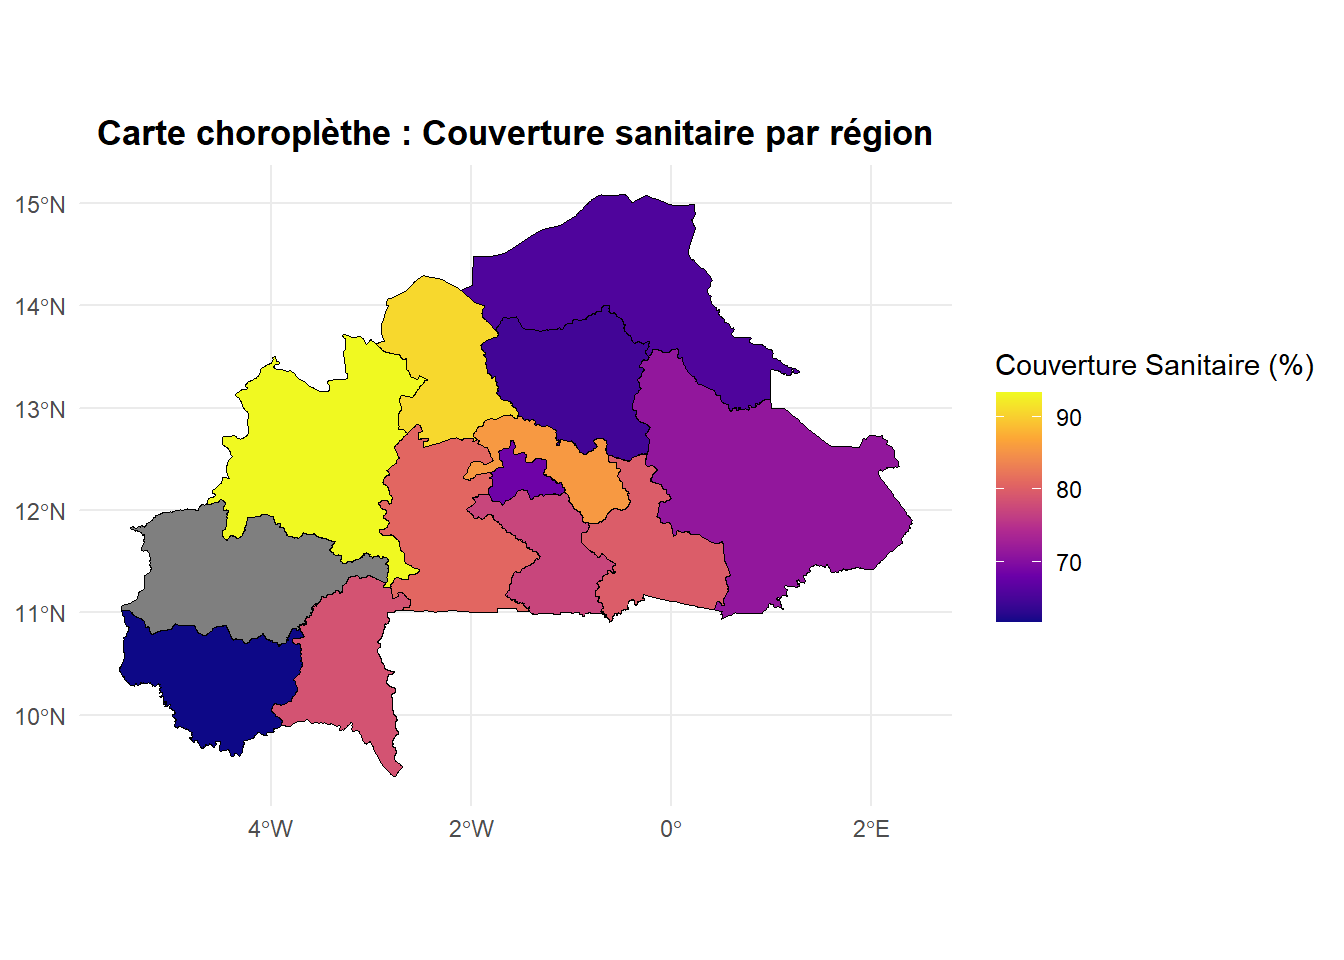 Carte choroplèthe : Couverture sanitaire par région
15°N
14°N
13°N
12°N
11°N
10°N
4°W
2°W
0°
2°E
Couverture Sanitaire (%)
90
80
70